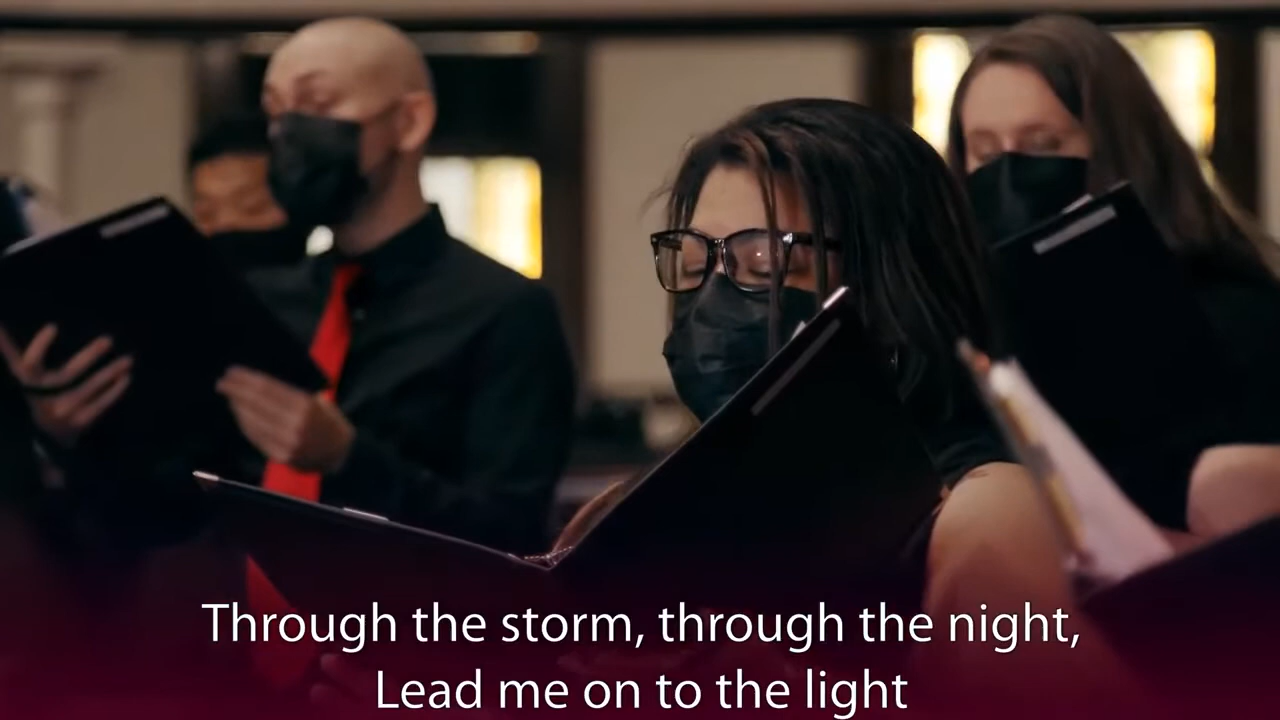 Through the storm, through the night,
Lead me on to the light